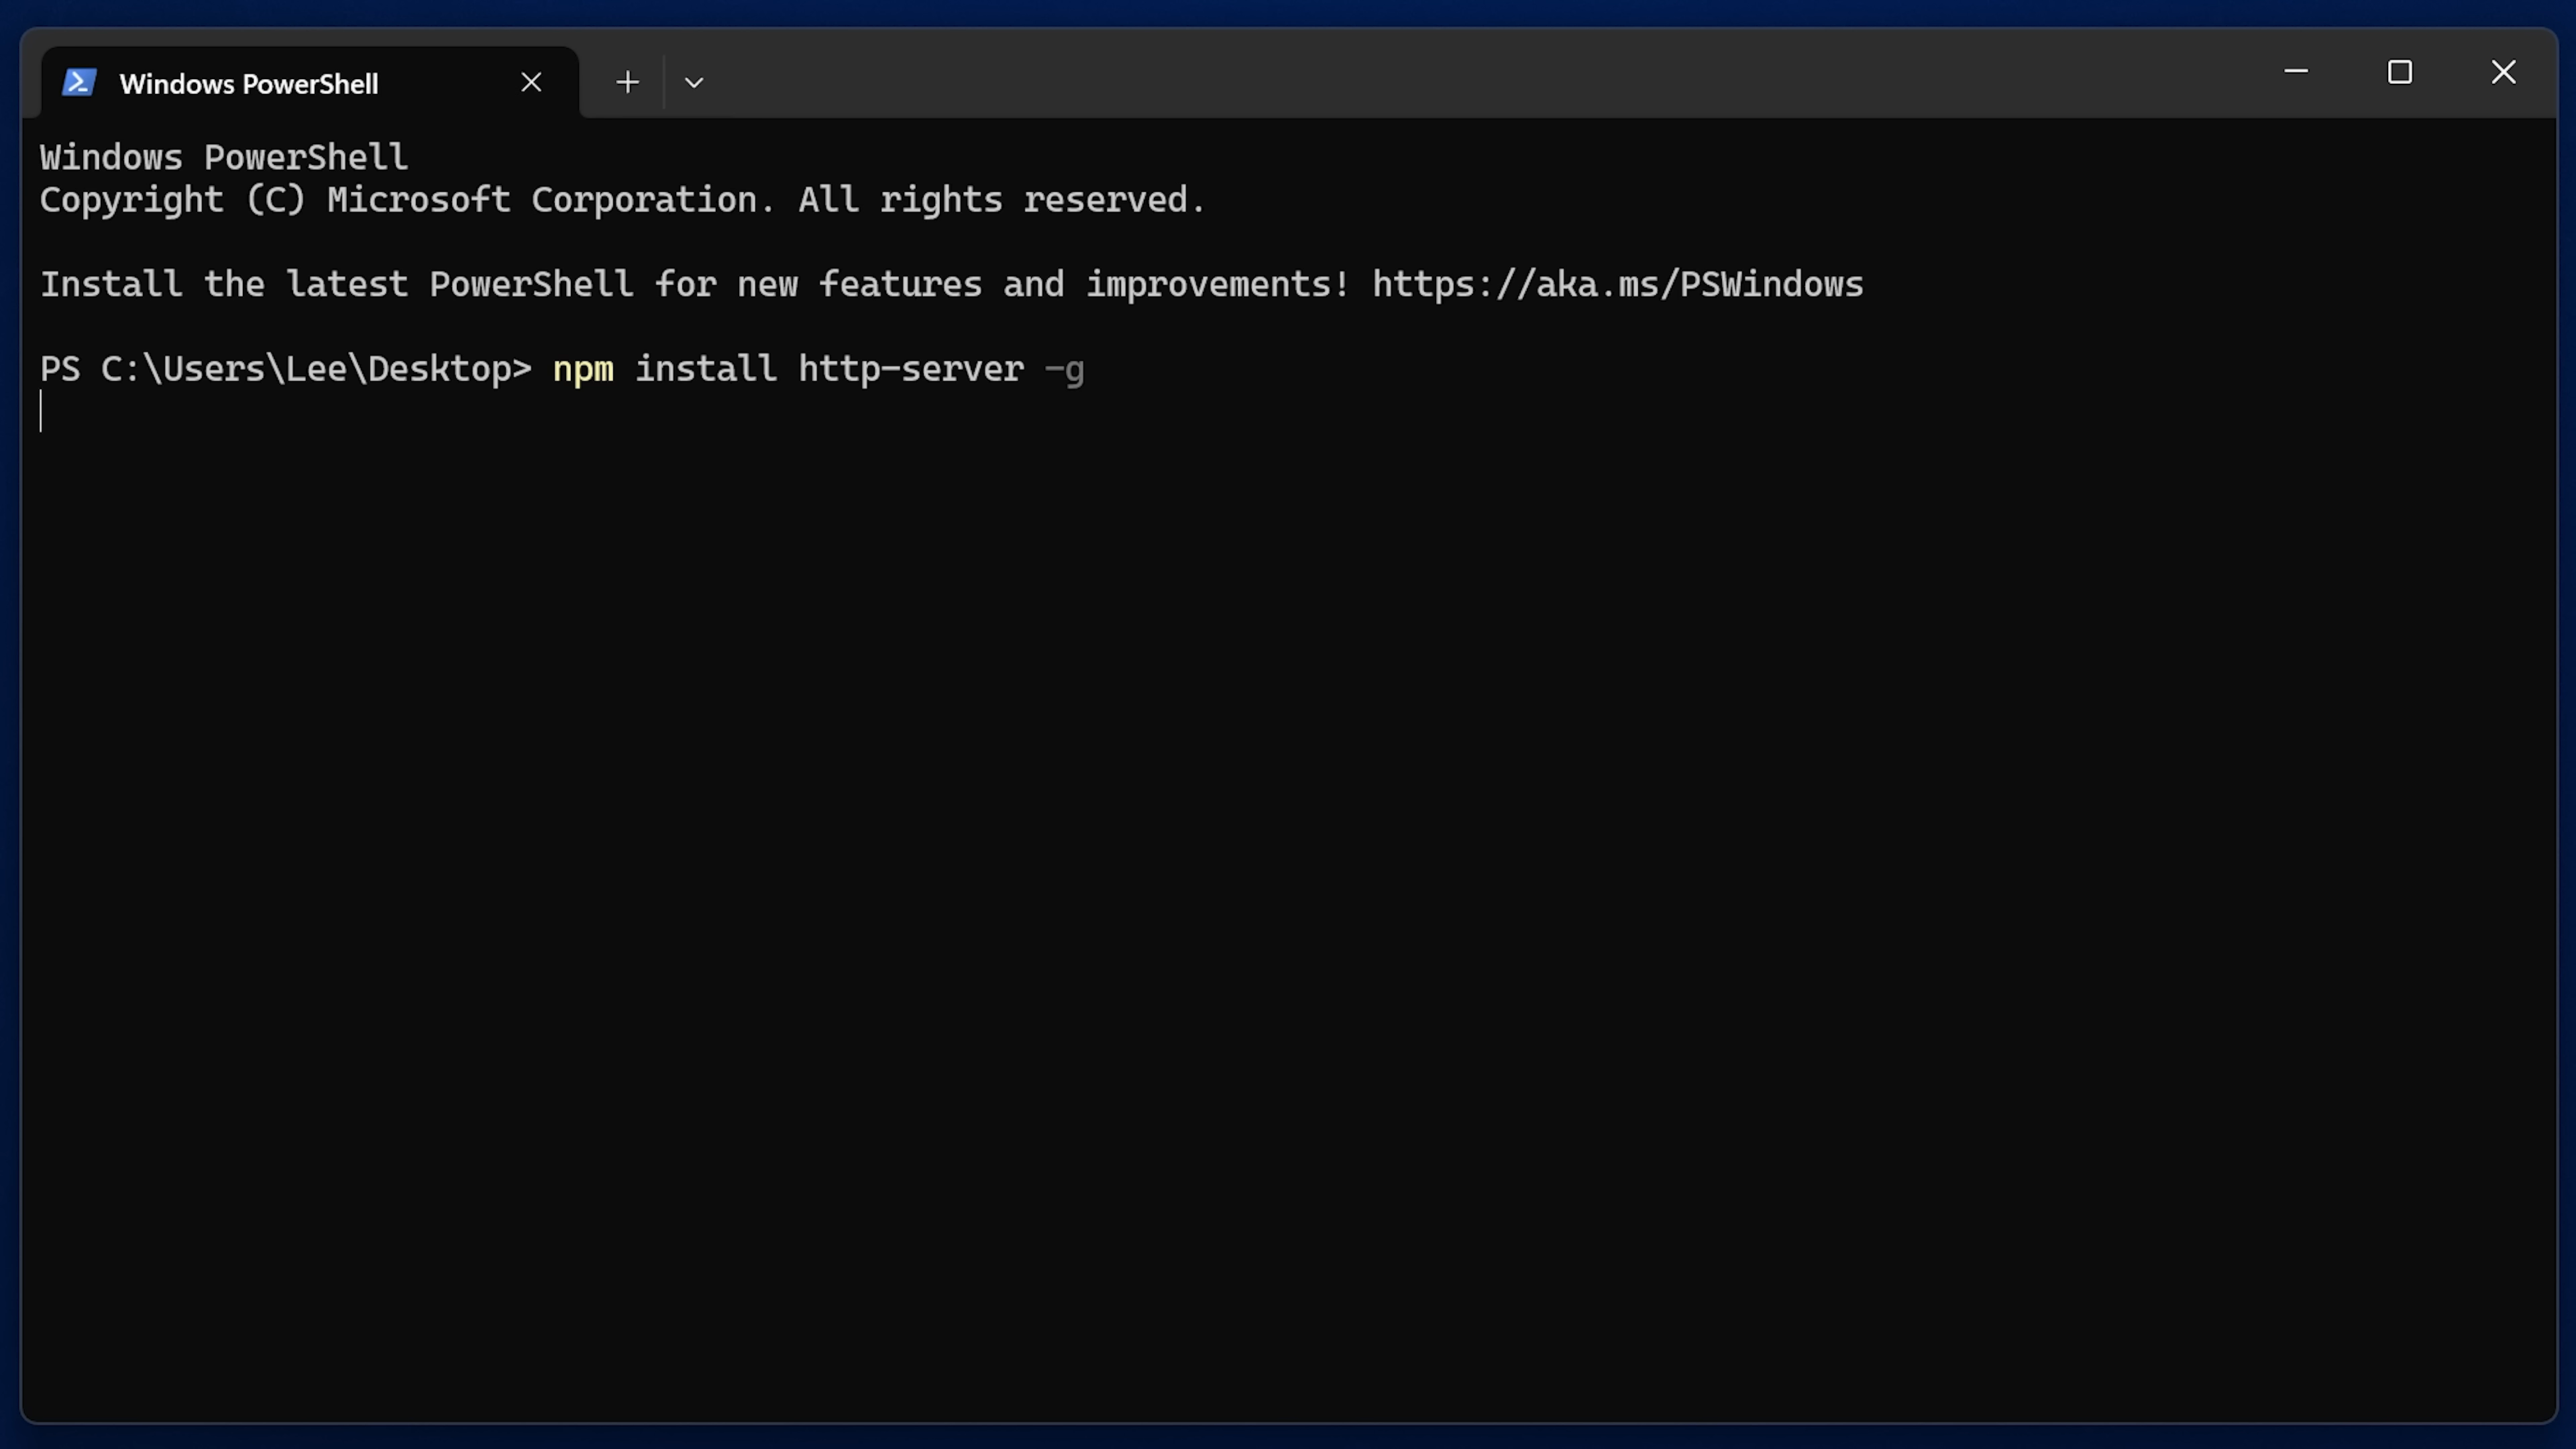 Windows PowerShell
Windows PowerShell
Copyright (C) Microsoft Corporation. All rights reserved.
Install the latest PowerShell for new features and improvements! https://aka.ms/PSWindows
PS C:\Users\Lee\Desktop> npm install http-server -g